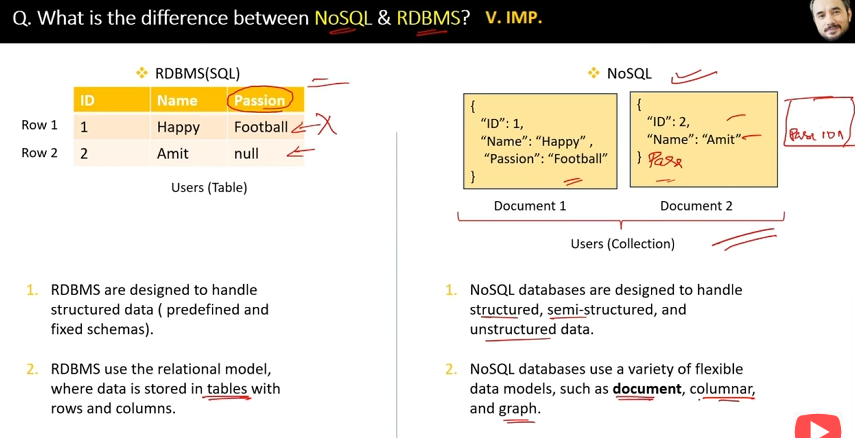 Q. What is the difference between NoSQL & RDBMS? V. IMP.
❖ RDBMS(SQL)
ID Name Passion
Row 1 1 Happy Football
Row 2 2 Amit null
Users (Table)
❖ NoSQL
{
“ID”: 1,
“Name”: “Happy” ,
“Passion”: “Football”
}
Document 1
{
“ID”: 2,
“Name”: “Amit”
}
Document 2
Users (Collection)
1. RDBMS are designed to handle
structured data ( predefined and
fixed schemas).
2. RDBMS use the relational model,
where data is stored in tables with
rows and columns.
1. NoSQL databases are designed to handle
structured, semi-structured, and
unstructured data.
2. NoSQL databases use a variety of flexible
data models, such as document, columnar,
and graph.